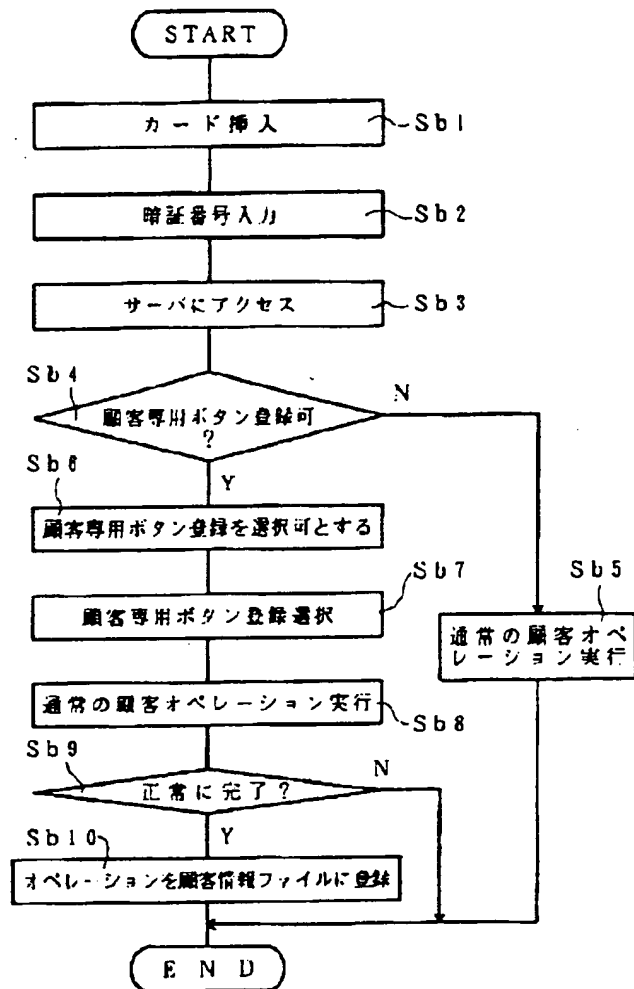 START
カード挿入
Sb1
暗証番号入力
Sb2
サーバにアクセス
Sb3
Sb4
顧客専用ボタン登録可
?
N
Y
Sb6
顧客専用ボタン登録を選択可とする
Sb7
顧客専用ボタン登録選択
Sb5
通常の顧客オペ
レーション実行
通常の顧客オペレーション実行
Sb8
Sb9
正常に完了?
N
Y
Sb10
オペレーションを顧客情報ファイルに登録
END